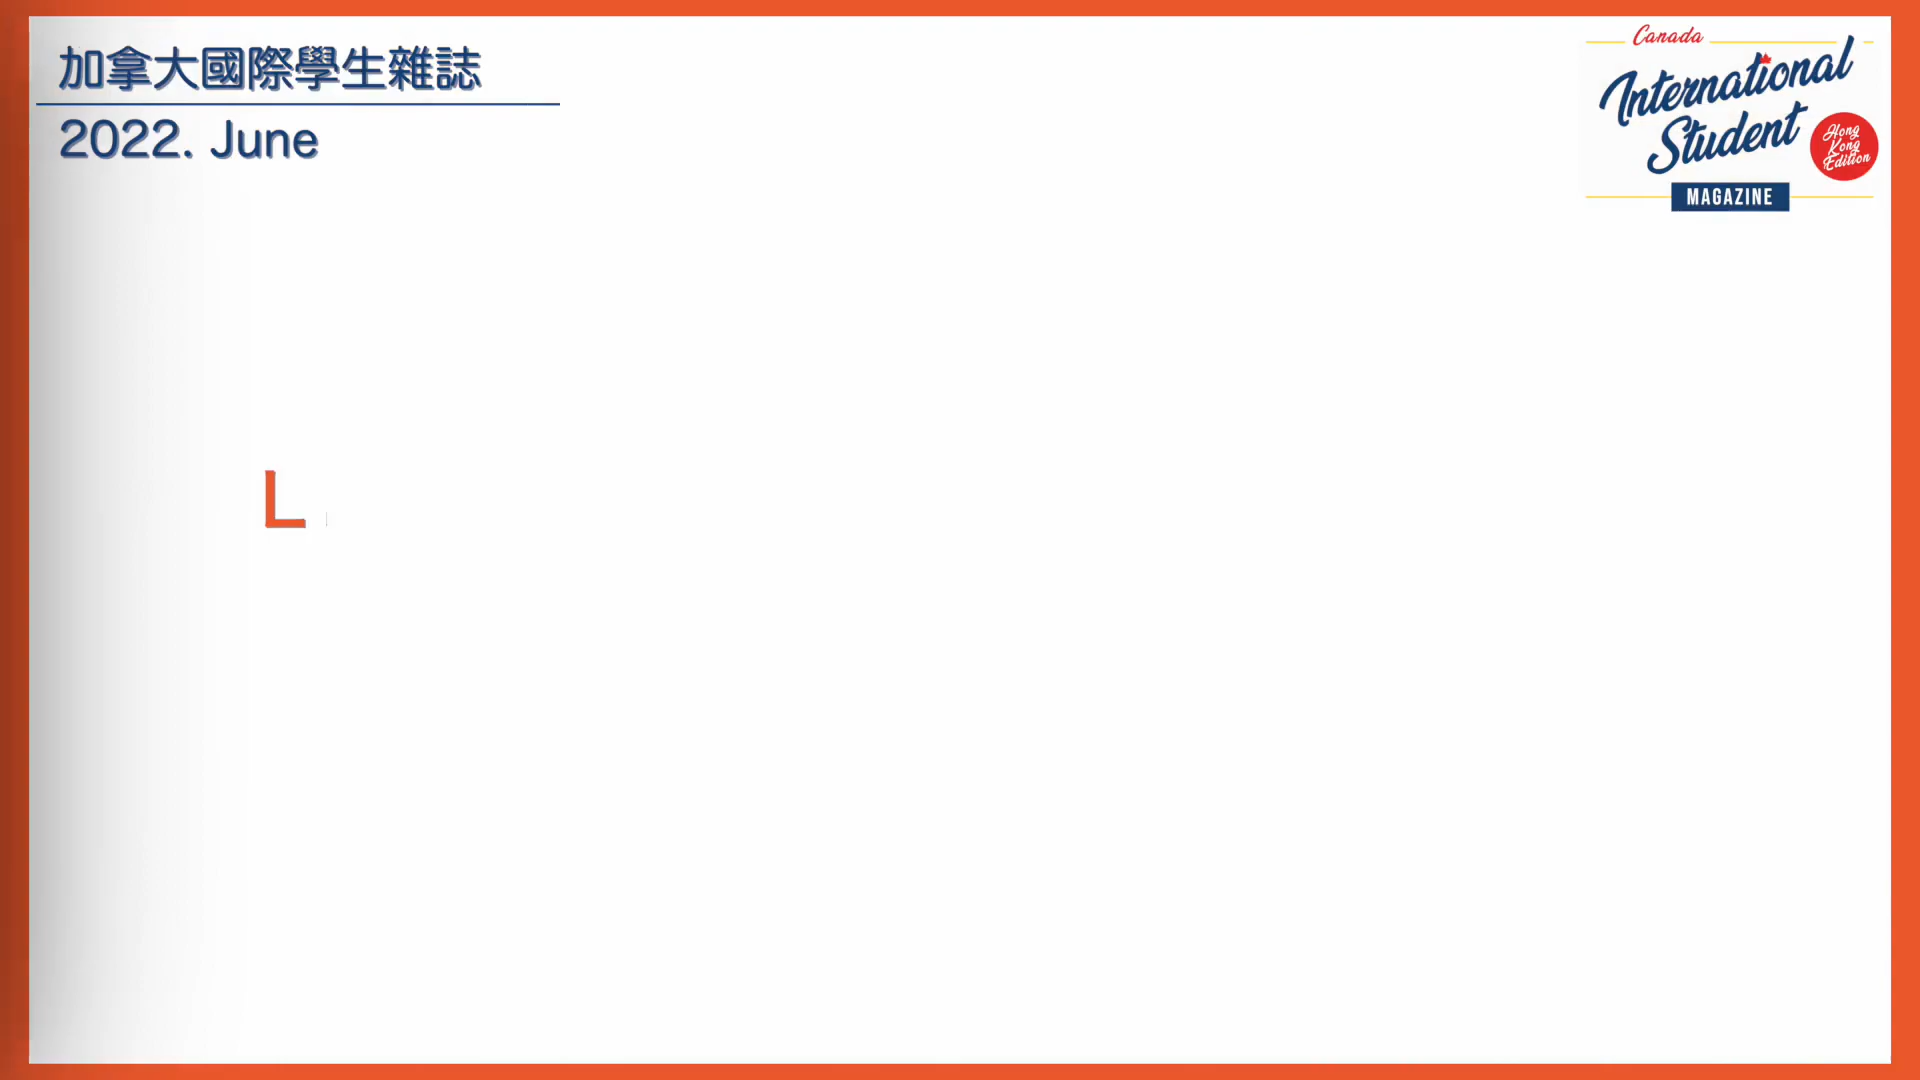 加拿大國際學生雜誌
2022. June
Canada
International
Student
Hong
Kong
Edition
MAGAZINE
L